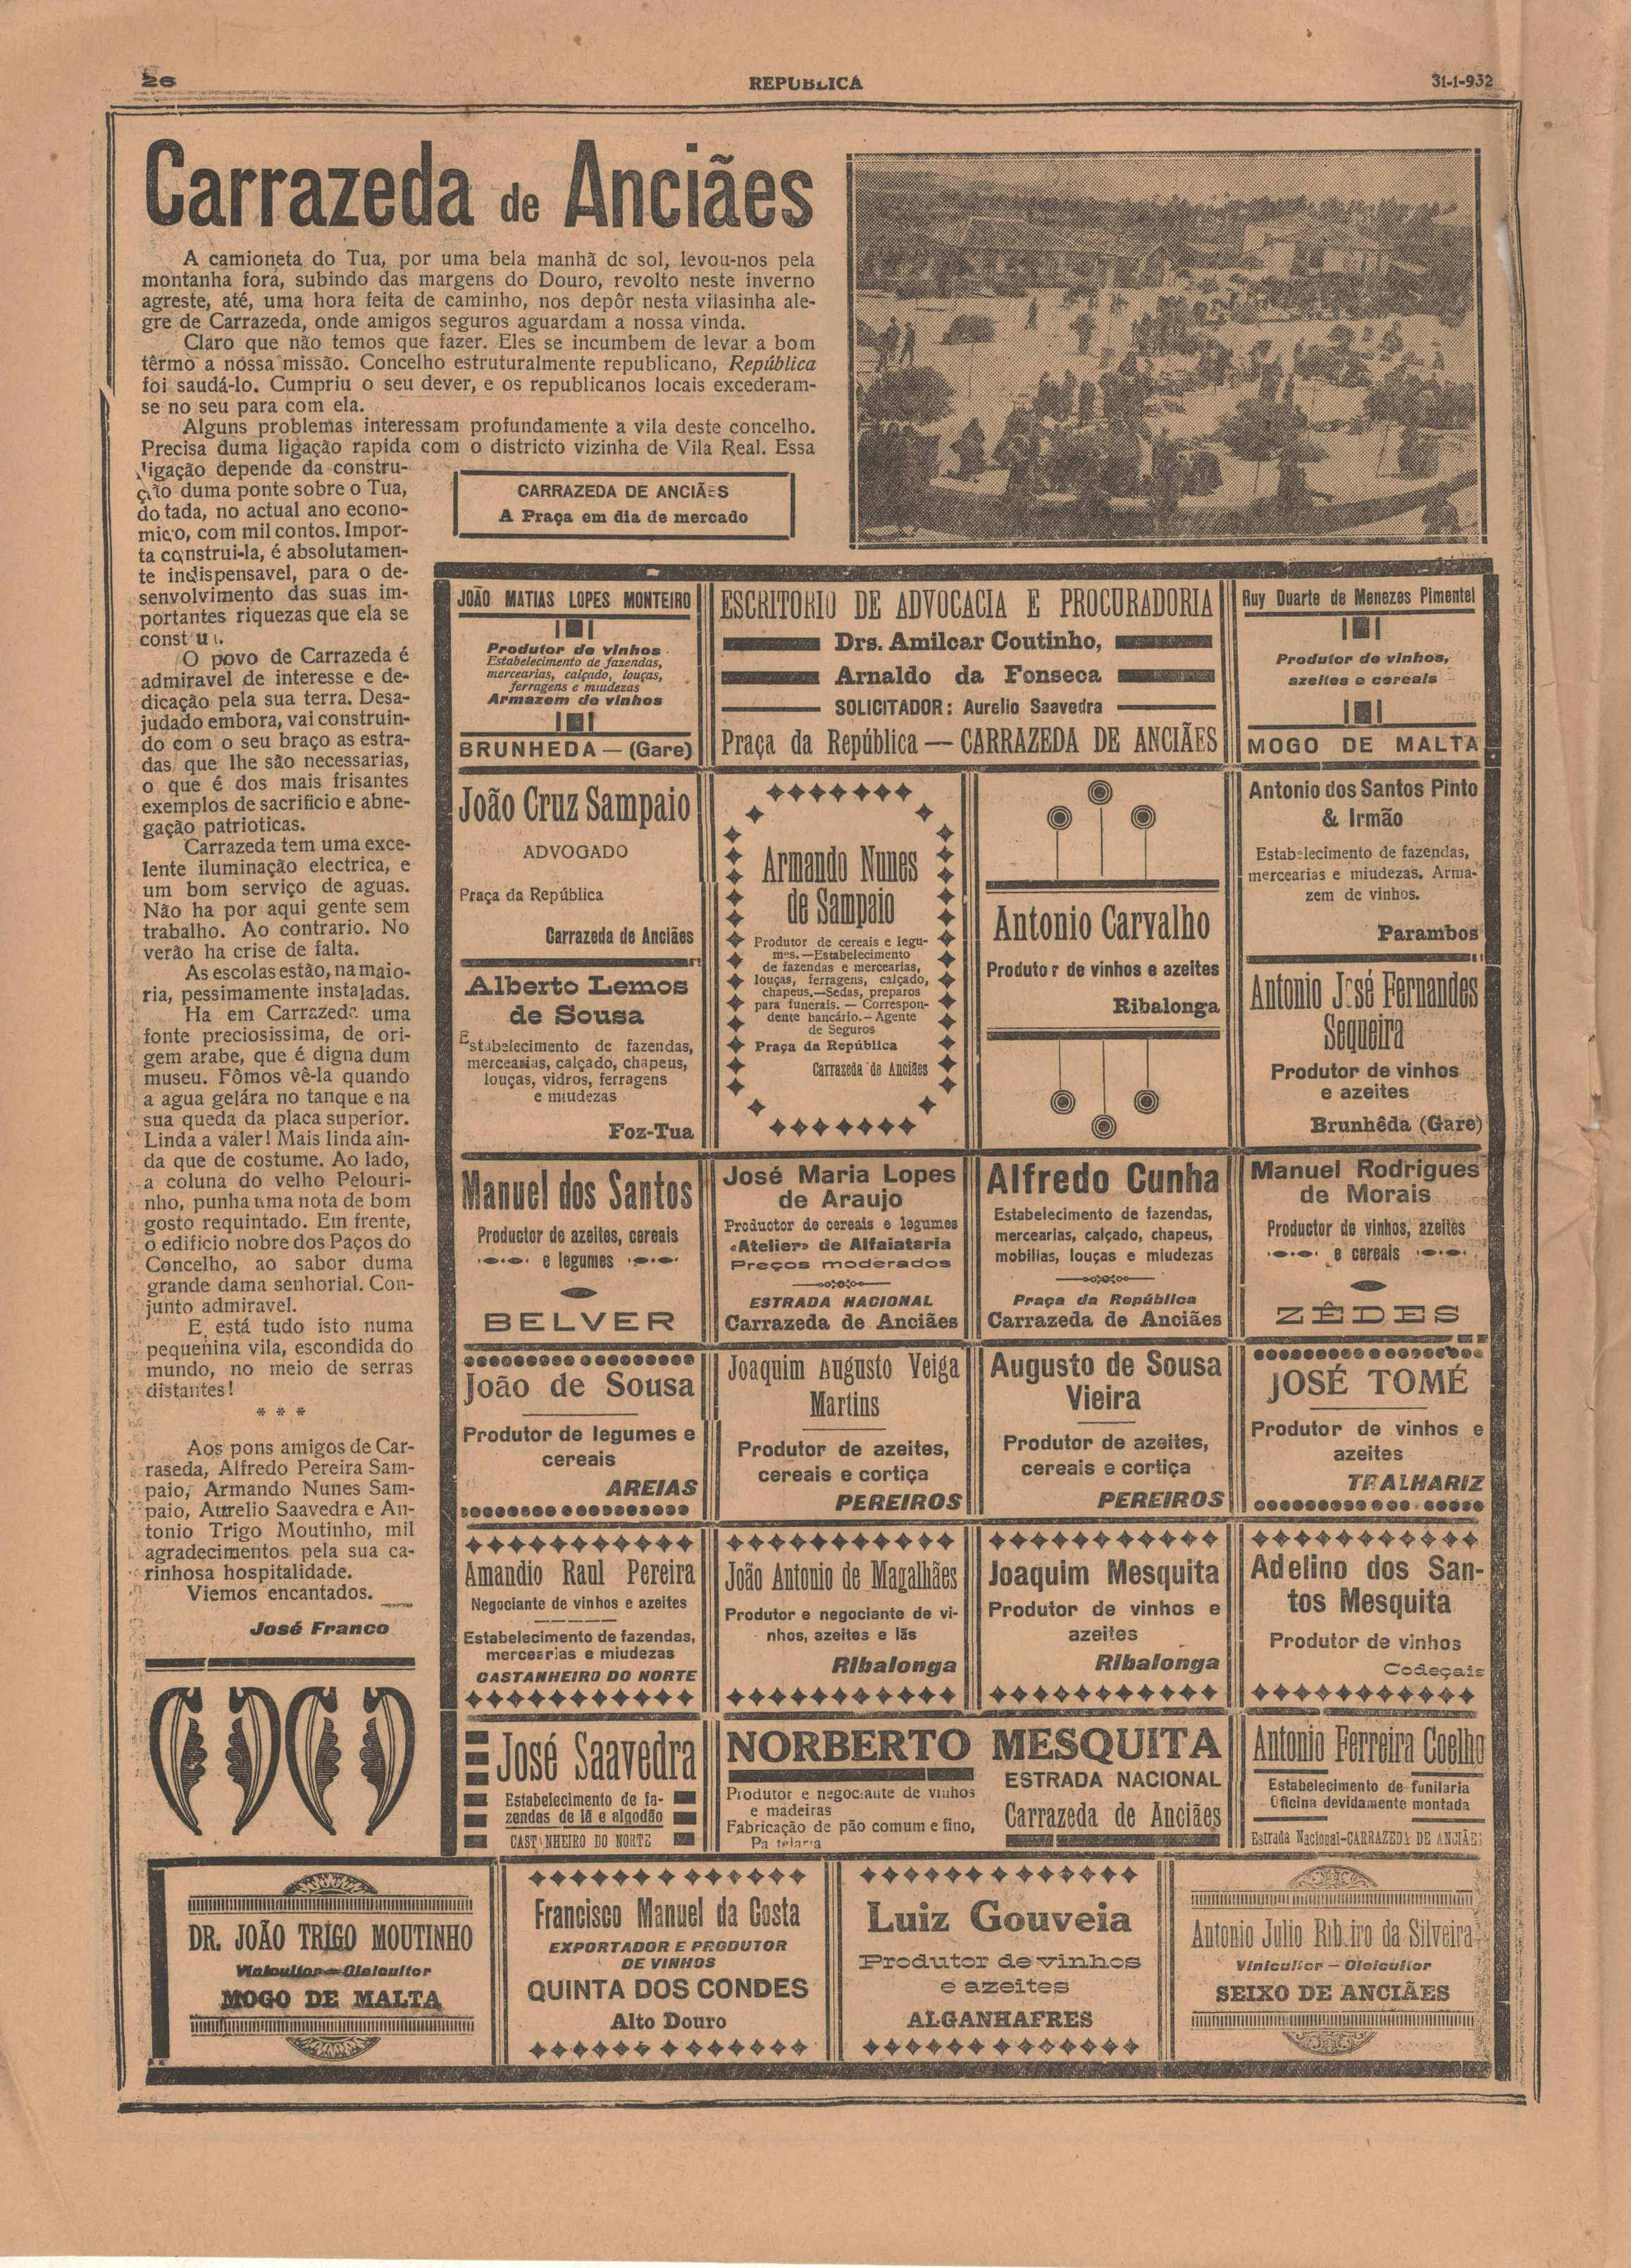 26
REPUBLICA
31-1-932
Carrazeda de Anciães
A camioneta do Tua, por uma bela manhã de sol, levou-nos pela
montanha fora, subindo das margens do Douro, revolto neste inverno
agreste, até, uma hora feita de caminho, nos depôr nesta vilasinha ale-
gre de Carrazeda, onde amigos seguros aguardam a nossa vinda.
Claro que não temos que fazer. Eles se incumbem de levar a bom
têrmo a nossa missão. Concelho estruturalmente republicano, República
foi saudá-lo. Cumpriu o seu dever, e os republicanos locais excederam-
se no seu para com ela.
Alguns problemas interessam profundamente a vila deste concelho.
Precisa duma ligação rapida com o districto vizinha de Vila Real. Essa
ligação depende da constru-
ção duma ponte sobre o Tua,
dotada, no actual ano econo-
mico, com mil contos. Impor-
ta construi-la, é absolutamen-
te indispensavel, para o de-
senvolvimento das suas im-
portantes riquezas que ela se
O povo de Carrazeda é
admiravel de interesse e de-
dicação pela sua terra. Desa-
judado embora, vai construin-
do com o seu braço as estra-
das que lhe são necessarias,
o que é dos mais frisantes
exemplos de sacrificio e abne-
gação patrioticas.
Carrazeda tem uma exce-
lente iluminação electrica, e
um bom serviço de aguas.
Não ha por aqui gente sem
trabalho. Ao contrario. No
verão ha crise de falta.
As escolas estão, na maio-
ria, pessimamente instaladas.
Ha em Carrazeda uma
fonte preciosissima, de ori-
gem arabe, que é digna dum
museu. Fômos vê-la quando
a agua gelára no tanque e na
sua queda da placa superior.
Linda a valer! Mais linda ain-
da que de costume. Ao lado,
a coluna do velho Pelouri-
nho, punha uma nota de bom
gosto requintado. Em frente,
o edificio nobre dos Paços do
Concelho, ao sabor duma
grande dama senhorial. Con-
junto admiravel.
E está tudo isto numa
pequenina vila, escondida do
mundo, no meio de serras
distantes!
* * *
Aos pons amigos de Car-
raseda, Alfredo Pereira Sam-
paio, Armando Nunes Sam-
paio, Aurelio Saavedra e An-
tonio Trigo Moutinho, mil
agradecimentos pela sua ca-
rinhosa hospitalidade.
Viemos encantados.
José Franco
CARRAZEDA DE ANCIÃES
A Praça em dia de mercado
JOÃO MATIAS LOPES MONTEIRO
Produtor de vinhos
Estabelecimento de fazendas,
mercearias, calçado, louças,
ferragens e miudezas
Armazem de vinhos
BRUNHEDA — (Gare)
ESCRITORIO DE ADVOCACIA E PROCURADORIA
Drs. Amilcar Coutinho,
Arnaldo da Fonseca
SOLICITADOR: Aurelio Saavedra
Praça da República — CARRAZEDA DE ANCIÃES
Ruy Duarte de Menezes Pimentel
Produtor de vinhos,
azeites e cereais
MOGO DE MALTA
João Cruz Sampaio
ADVOGADO
Praça da República
Carrazeda de Anciães
Armando Nunes
de Sampaio
Produtor de cereais e legu-
mes.—Estabelecimento
de fazendas e mercearias,
louças, ferragens, calçado,
chapeus.—Sedas, preparos
para funerais. — Correspon-
dente bancário.—Agente
de Seguros
Praça da República
Carrazeda de Anciães
Antonio Carvalho
Produtor de vinhos e azeites
Ribalonga
Antonio dos Santos Pinto
& Irmão
Estabelecimento de fazendas,
mercearias e miudezas. Arma-
zem de vinhos.
Parambos
Alberto Lemos
de Sousa
Estabelecimento de fazendas,
mercearias, calçado, chapeus,
louças, vidros, ferragens
e miudezas
Foz-Tua
Antonio José Fernandes
Sequeira
Produtor de vinhos
e azeites
Brunhêda (Gare)
Manuel dos Santos
Productor de azeites, cereais
e legumes
BELVER
José Maria Lopes
de Araujo
Productor de cereais e legumes
«Atelier» de Alfaiataria
Preços moderados
ESTRADA NACIONAL
Carrazeda de Anciães
Alfredo Cunha
Estabelecimento de fazendas,
mercearias, calçado, chapeus,
mobilias, louças e miudezas
Praça da República
Carrazeda de Anciães
Manuel Rodrigues
de Morais
Productor de vinhos, azeites
e cereais
ZÊDES
João de Sousa
Produtor de legumes e
cereais
AREIAS
Joaquim Augusto Veiga
Martins
Produtor de azeites,
cereais e cortiça
PEREIROS
Augusto de Sousa
Vieira
Produtor de azeites,
cereais e cortiça
PEREIROS
JOSÉ TOMÉ
Produtor de vinhos e
azeites
TRALHARIZ
Amandio Raul Pereira
Negociante de vinhos e azeites
Estabelecimento de fazendas,
mercearias e miudezas
CASTANHEIRO DO NORTE
João Antonio de Magalhães
Produtor e negociante de vi-
nhos, azeites e lãs
Ribalonga
Joaquim Mesquita
Produtor de vinhos e
azeites
Ribalonga
Adelino dos San-
tos Mesquita
Produtor de vinhos
Codeçais
José Saavedra
Estabelecimento de fa-
zendas de lã e algodão
CASTANHEIRO DO NORTE
NORBERTO MESQUITA
Produtor e negociante de vinhos
e madeiras
Fabricação de pão comum e fino,
ESTRADA NACIONAL
Carrazeda de Anciães
Antonio Ferreira Coelho
Estabelecimento de funilaria
Oficina devidamente montada
Estrada Nacional-CARRAZEDA DE ANCIÃES
DR. JOÃO TRIGO MOUTINHO
Vinicultor — Oleicultor
MOGO DE MALTA
Francisco Manuel da Costa
EXPORTADOR E PRODUTOR
DE VINHOS
QUINTA DOS CONDES
Alto Douro
Luiz Gouveia
Produtor de vinhos
e azeites
ALGANHAFRES
Antonio Julio Ribeiro da Silveira
Vinicultor — Oleicultor
SEIXO DE ANCIÃES